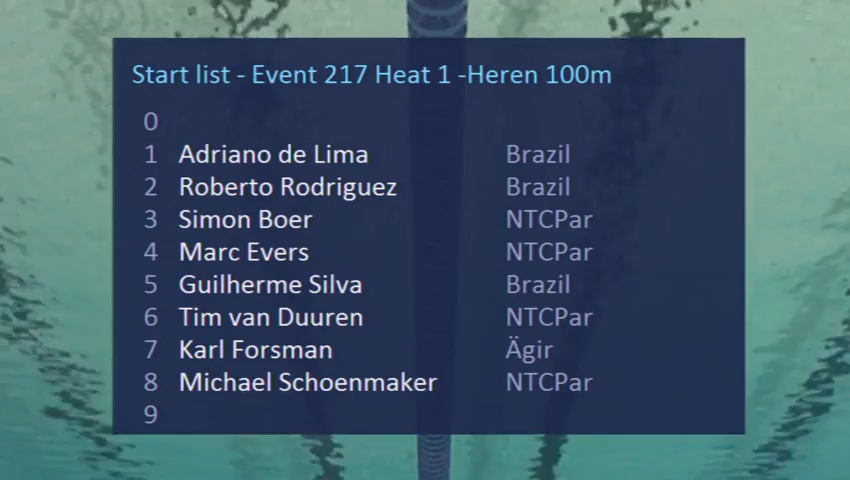 Start list - Event 217 Heat 1 -Heren 100m
0
1 Adriano de Lima Brazil
2 Roberto Rodriguez Brazil
3 Simon Boer NTCPar
4 Marc Evers NTCPar
5 Guilherme Silva Brazil
6 Tim van Duuren NTCPar
7 Karl Forsman Ägir
8 Michael Schoenmaker NTCPar
9